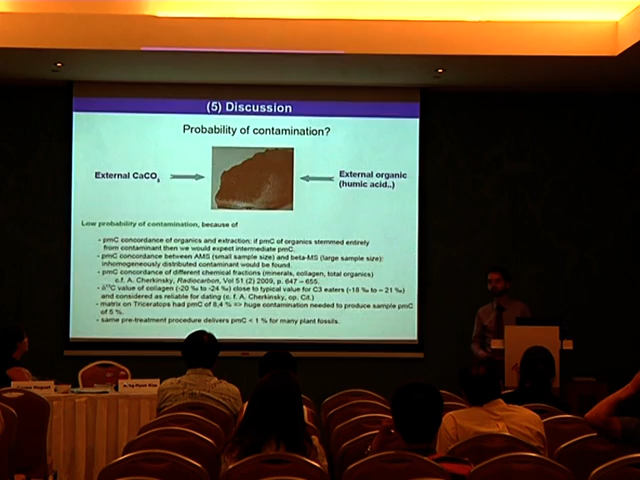 (5) Discussion
Probability of contamination?
External CaCO3
External organic
(humic acid..)
Low probability of contamination, because of
- pmC concordance of organics and extraction; if pmC of organics stemmed entirely
from contaminant then we would expect intermediate pmC.
- pmC concordance between AMS (small sample size) and beta-MS (large sample size):
inhomogeneously distributed contaminant would be found.
- pmC concordance of different chemical fractions (minerals, collagen, total organics)
c.f. A. Cherkinsky, Radiocarbon, Vol 51 (2) 2009, p. 647 – 655.
- δ13C value of collagen (-20 ‰ to -24 ‰) close to typical value for C3 eaters (-18 ‰ to – 21 ‰)
and considered as reliable for dating (c. f. A. Cherkinsky, op. Cit.)
- matrix on Triceratops had pmC of 8,4 % => huge contamination needed to produce sample pmC
of 5 %.
- same pre-treatment procedure delivers pmC < 1 % for many plant fossils.